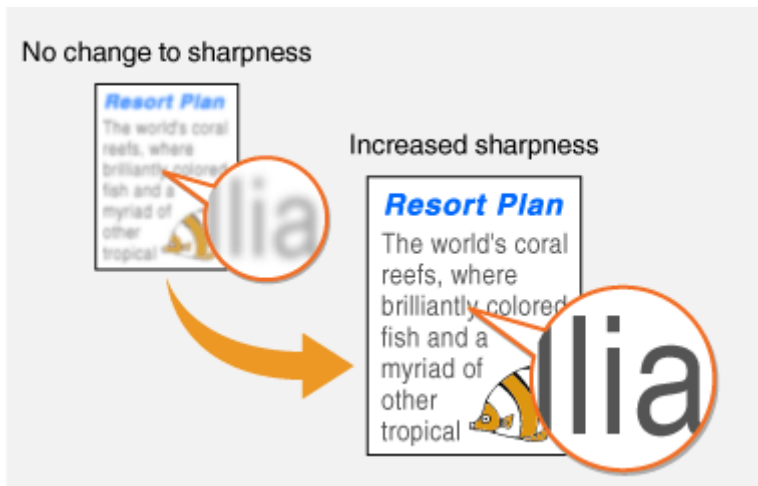 No change to sharpness
Resort Plan
The world's coral
reefs, where
brilliantly colored
fish and a
myriad of
other
tropical
lia
Increased sharpness
Resort Plan
The world's coral
reefs, where
brilliantly colored
fish and a
myriad of
other
tropical
llia